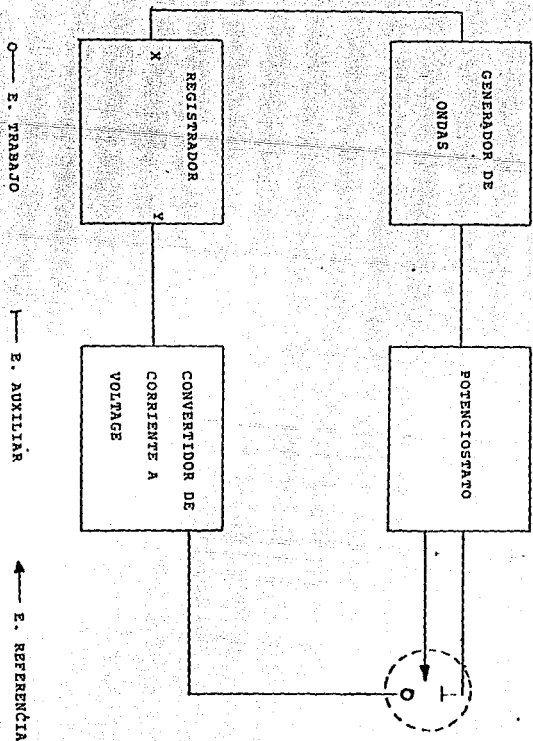 GENERADOR DE
ONDAS
POTENCIOSTATO
X
REGISTRADOR
Y
CONVERTIDOR DE
CORRIENTE A
VOLTAGE
E. TRABAJO
E. AUXILIAR
E. REFERENCIA